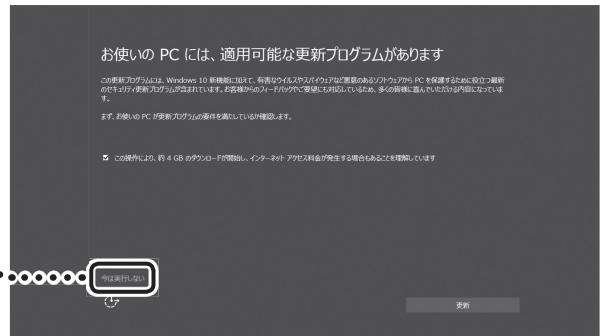 お使いの PC には、適用可能な更新プログラムがあります
この更新プログラムには、Windows 10 新機能に加えて、有害なウイルスやスパイウェアなど悪意のあるソフトウェアから PC を保護するために役立つ最新
のセキュリティ更新プログラムが含まれています。お客様からのフィードバックやご要望にも対応しているため、多くの皆様に喜んでいただける内容になっていま
す。
まず、お使いの PC が更新プログラムの要件を満たしているか確認します。
この操作により、約 4 GB のダウンロードが開始し、インターネット アクセス料金が発生する場合もあることを理解しています
今は実行しない
更新